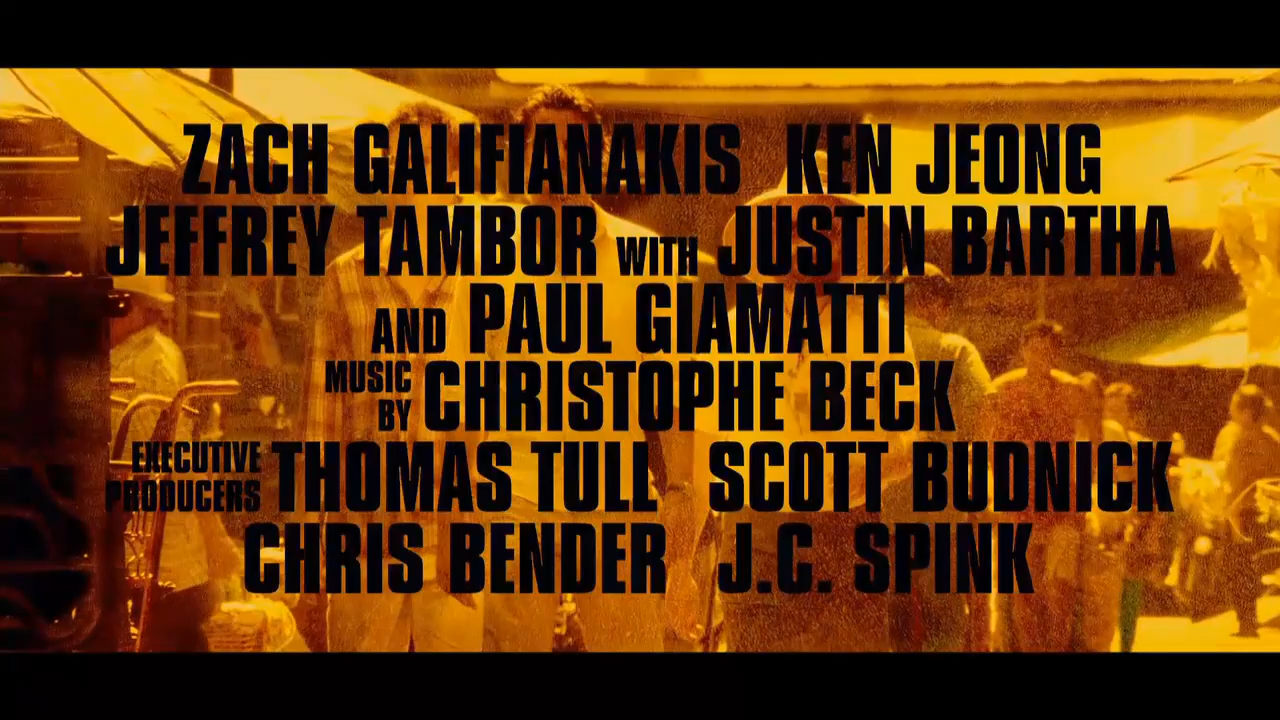 ZACH GALIFIANAKIS KEN JEONG
JEFFREY TAMBOR WITH JUSTIN BARTHA
AND PAUL GIAMATTI
MUSIC BY CHRISTOPHE BECK
EXECUTIVE PRODUCERS THOMAS TULL SCOTT BUDNICK
CHRIS BENDER J.C. SPINK